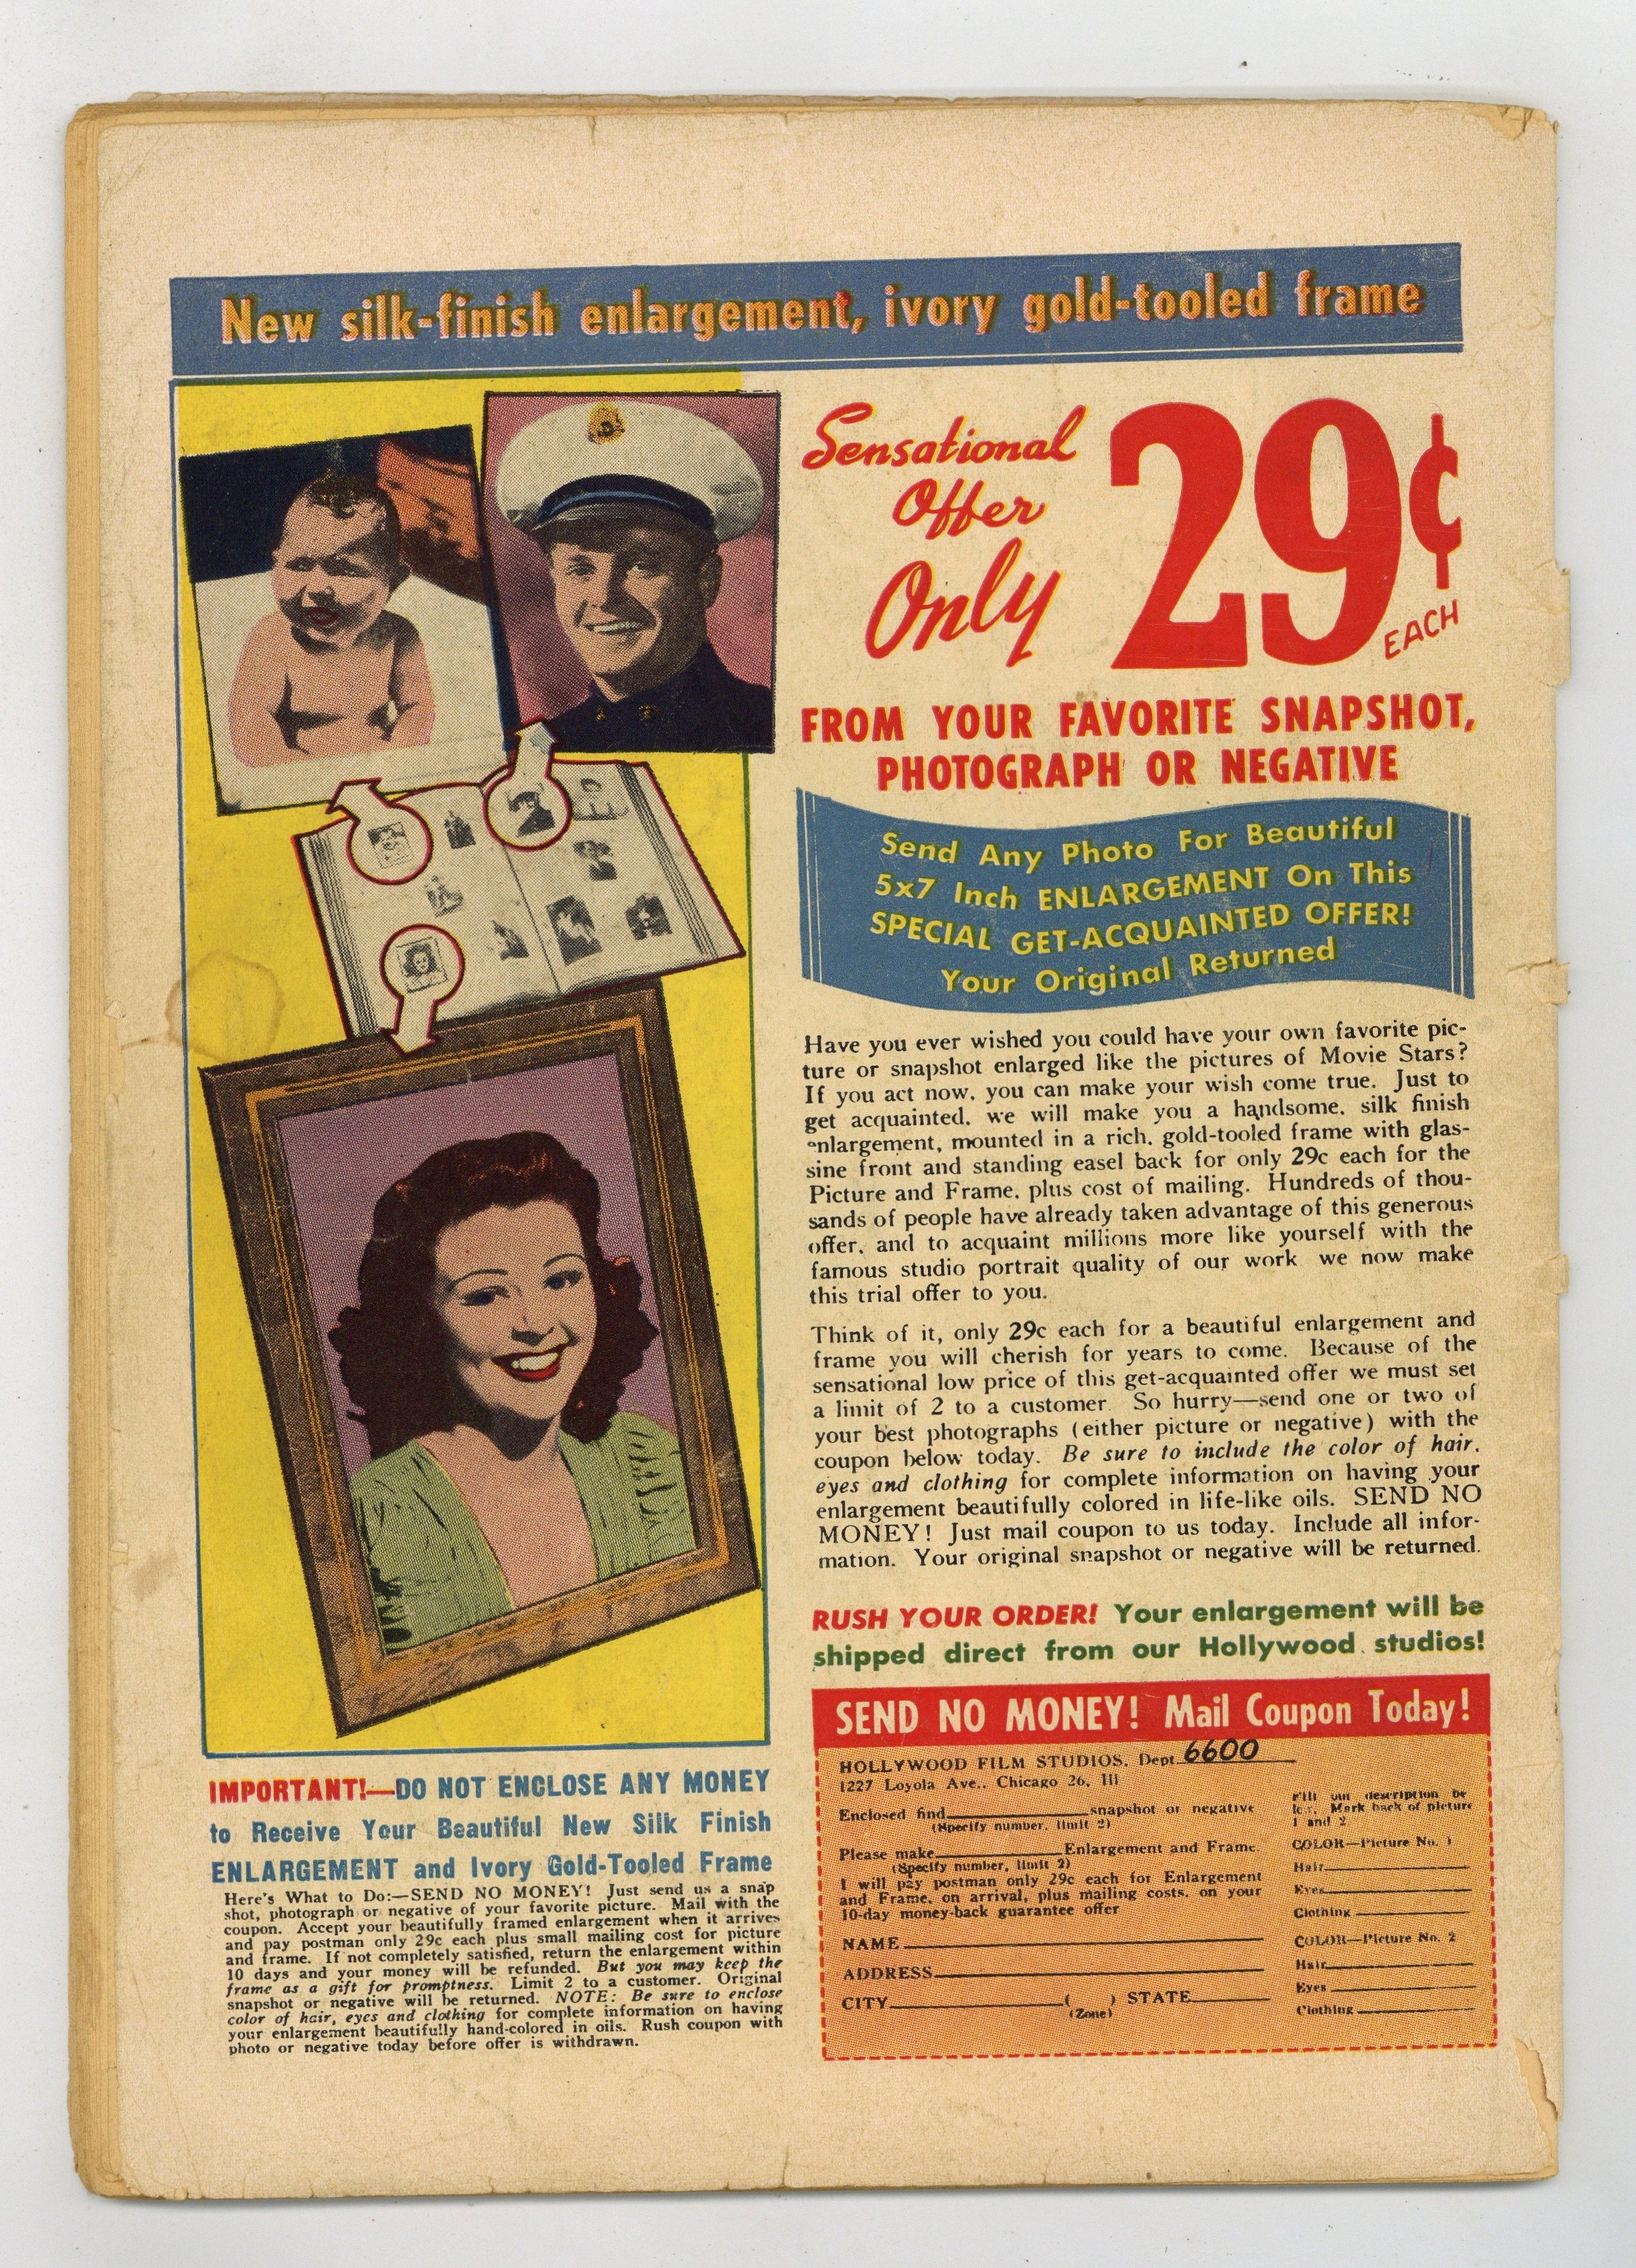 New silk-finish enlargement, ivory gold-tooled frame
Sensational
Offer
Only
29¢
EACH
FROM YOUR FAVORITE SNAPSHOT,
PHOTOGRAPH OR NEGATIVE
Send Any Photo For Beautiful
5x7 Inch ENLARGEMENT On This
SPECIAL GET-ACQUAINTED OFFER!
Your Original Returned
Have you ever wished you could have your own favorite pic-
ture or snapshot enlarged like the pictures of Movie Stars?
If you act now, you can make your wish come true. Just to
get acquainted, we will make you a handsome, silk finish
enlargement, mounted in a rich, gold-tooled frame with glas-
sine front and standing easel back for only 29c each for the
Picture and Frame, plus cost of mailing. Hundreds of thou-
sands of people have already taken advantage of this generous
offer, and to acquaint millions more like yourself with the
famous studio portrait quality of our work we now make
this trial offer to you.
Think of it, only 29c each for a beautiful enlargement and
frame you will cherish for years to come. Because of the
sensational low price of this get-acquainted offer we must set
a limit of 2 to a customer. So hurry—send one or two of
your best photographs (either picture or negative) with the
coupon below today. Be sure to include the color of hair,
eyes and clothing for complete information on having your
enlargement beautifully colored in life-like oils. SEND NO
MONEY! Just mail coupon to us today. Include all infor-
mation. Your original snapshot or negative will be returned.
RUSH YOUR ORDER! Your enlargement will be
shipped direct from our Hollywood studios!
IMPORTANT!—DO NOT ENCLOSE ANY MONEY
to Receive Your Beautiful New Silk Finish
ENLARGEMENT and Ivory Gold-Tooled Frame
Here's What to Do:—SEND NO MONEY! Just send us a snap
shot, photograph or negative of your favorite picture. Mail with the
coupon. Accept your beautifully framed enlargement when it arrives
and pay postman only 29c each plus small mailing cost for picture
and frame. If not completely satisfied, return the enlargement within
10 days and your money will be refunded. But you may keep the
frame as a gift for promptness. Limit 2 to a customer. Original
snapshot or negative will be returned. NOTE: Be sure to enclose
color of hair, eyes and clothing for complete information on having
your enlargement beautifully hand-colored in oils. Rush coupon with
photo or negative today before offer is withdrawn.
SEND NO MONEY! Mail Coupon Today!
HOLLYWOOD FILM STUDIOS, Dept 6600
1227 Loyola Ave., Chicago 26, Ill
Enclosed find snapshot or negative
(Specify number, limit 2)
Please make Enlargement and Frame.
(Specify number, limit 2)
I will pay postman only 29c each for Enlargement
and Frame, on arrival, plus mailing costs, on your
10-day money-back guarantee offer
NAME
ADDRESS
CITY ( ) STATE
(Zone)
Fill out description be
low. Mark back of picture
1 and 2
COLOR—Picture No. 1
Hair
Eyes
Clothing
COLOR—Picture No. 2
Hair
Eyes
Clothing